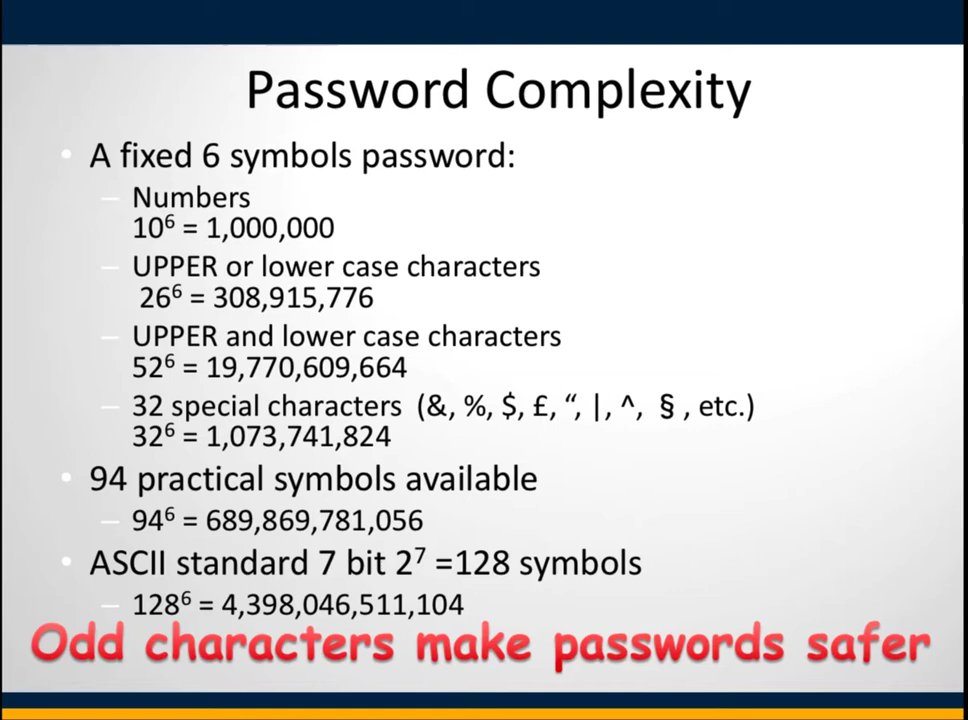 Password Complexity
• A fixed 6 symbols password:
– Numbers
10⁶ = 1,000,000
– UPPER or lower case characters
26⁶ = 308,915,776
– UPPER and lower case characters
52⁶ = 19,770,609,664
– 32 special characters (&, %, $, £, “, |, ^, § , etc.)
32⁶ = 1,073,741,824
• 94 practical symbols available
– 94⁶ = 689,869,781,056
• ASCII standard 7 bit 2⁷ =128 symbols
– 128⁶ = 4,398,046,511,104
Odd characters make passwords safer